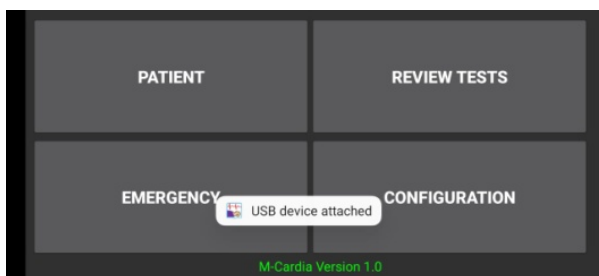 PATIENT
REVIEW TESTS
EMERGENCY
CONFIGURATION
USB device attached
M-Cardia Version 1.0